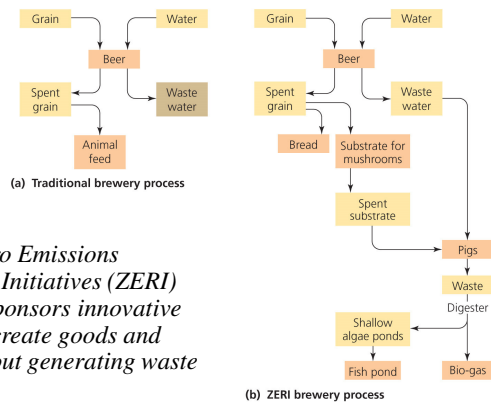 Grain
Water
Beer
Spent
grain
Waste
water
Animal
feed
(a) Traditional brewery process
ro Emissions
Initiatives (ZERI)
ponsors innovative
create goods and
out generating waste
Grain
Water
Beer
Spent
grain
Waste
water
Bread
Substrate for
mushrooms
Spent
substrate
Pigs
Waste
Digester
Shallow
algae ponds
Fish pond
Bio-gas
(b) ZERI brewery process